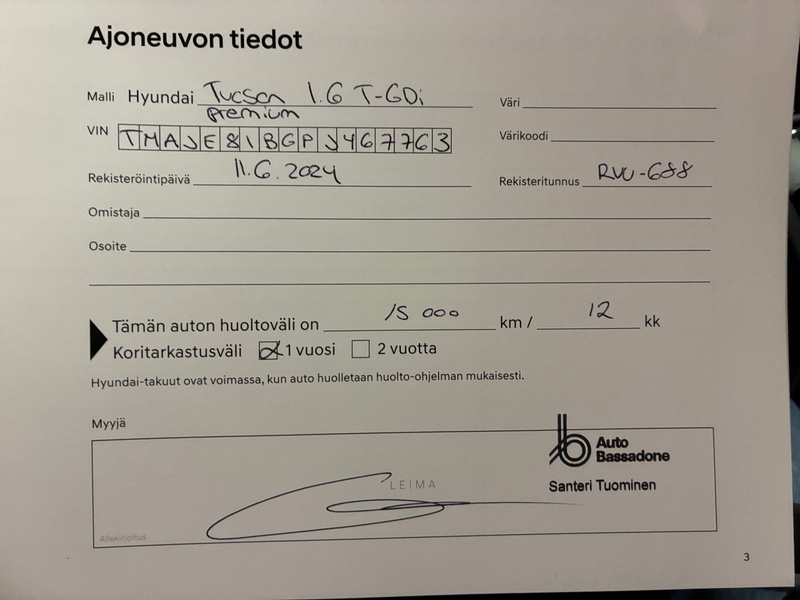 Ajoneuvon tiedot
Malli Hyundai Tucson 1.6 T-GDi
premium
Väri
VIN TMAJE81BGPJ467763
Värikoodi
Rekisteröintipäivä 11.6.2024
Rekisteritunnus RVU-688
Omistaja
Osoite
Tämän auton huoltoväli on 15 000 km / 12 kk
Koritarkastusväli 1 vuosi 2 vuotta
Hyundai-takuut ovat voimassa, kun auto huolletaan huolto-ohjelman mukaisesti.
Myyjä
Auto
Bassadone
LEIMA
Santeri Tuominen
Allekirjoitus
3